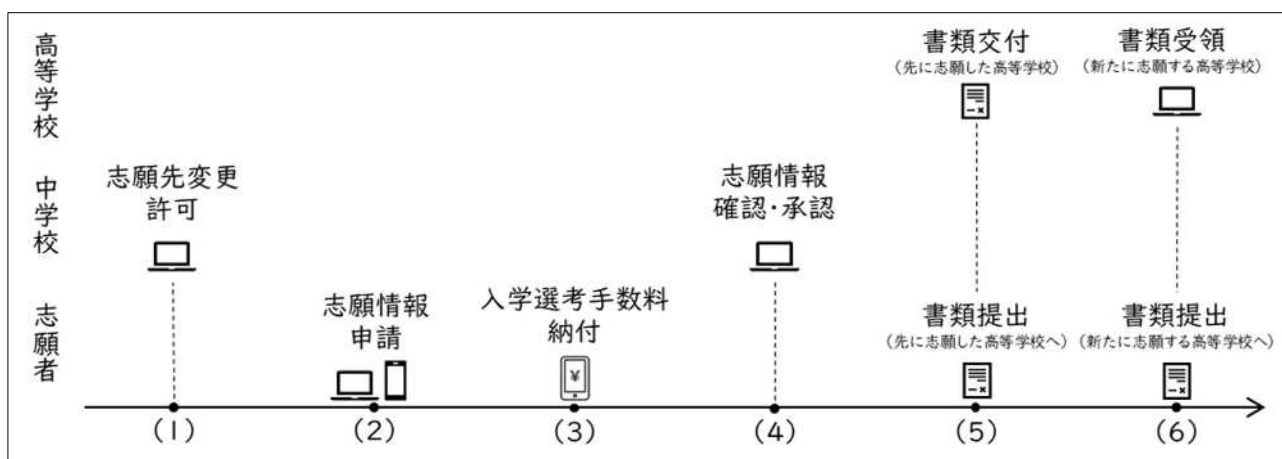 高等学校
書類交付
(先に志願した高等学校)
書類受領
(新たに志願する高等学校)
中学校
志願先変更
許可
志願情報
確認・承認
志願者
志願情報
申請
入学選考手数料
納付
¥
書類提出
(先に志願した高等学校へ)
書類提出
(新たに志願する高等学校へ)
(1)
(2)
(3)
(4)
(5)
(6)